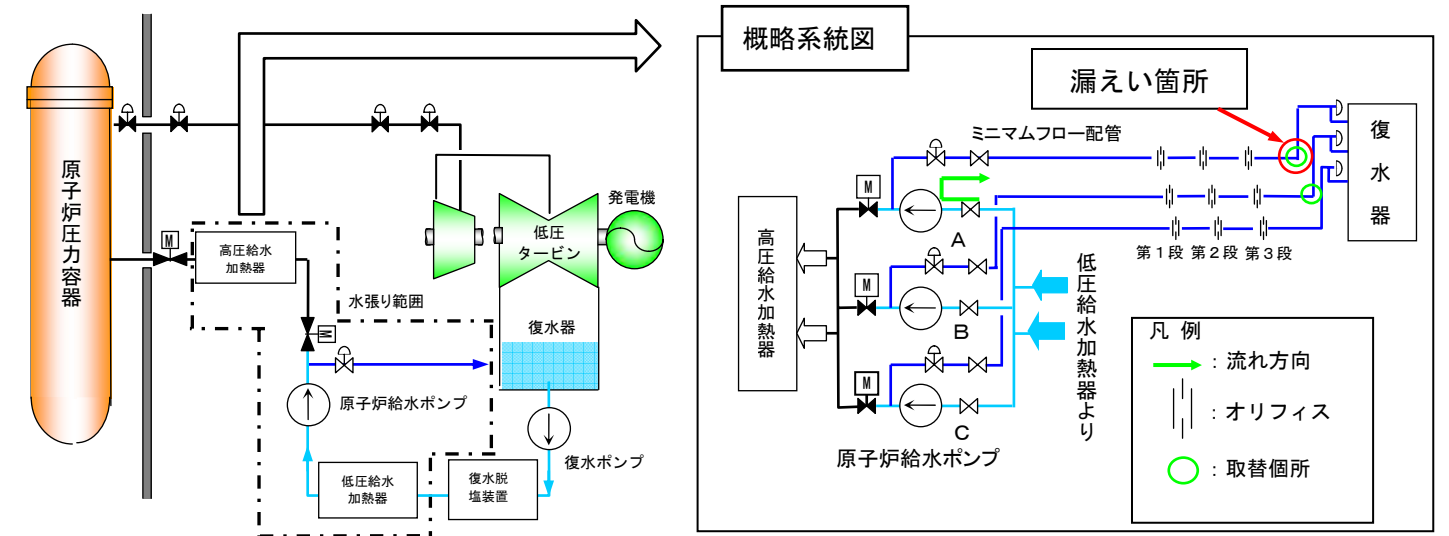 原子炉圧力容器
M
高圧給水
加熱器
水張り範囲
M
原子炉給水ポンプ
低圧給水
加熱器
復水脱
塩装置
復水ポンプ
復水器
低圧
タービン
発電機
概略系統図
漏えい箇所
ミニマムフロー配管
復水器
M
A
M
B
M
C
高圧給水加熱器
原子炉給水ポンプ
第1段 第2段 第3段
低圧給水加熱器より
凡 例
：流れ方向
：オリフィス
：取替個所